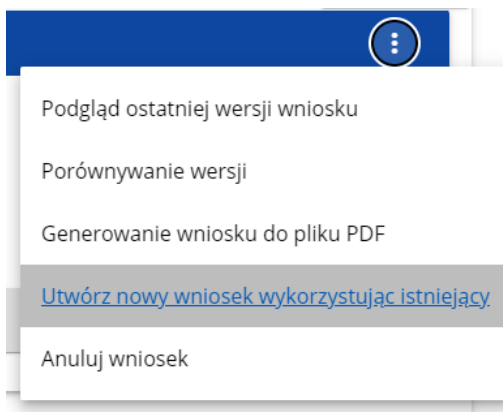 Podgląd ostatniej wersji wniosku
Porównywanie wersji
Generowanie wniosku do pliku PDF
Utwórz nowy wniosek wykorzystując istniejący
Anuluj wniosek